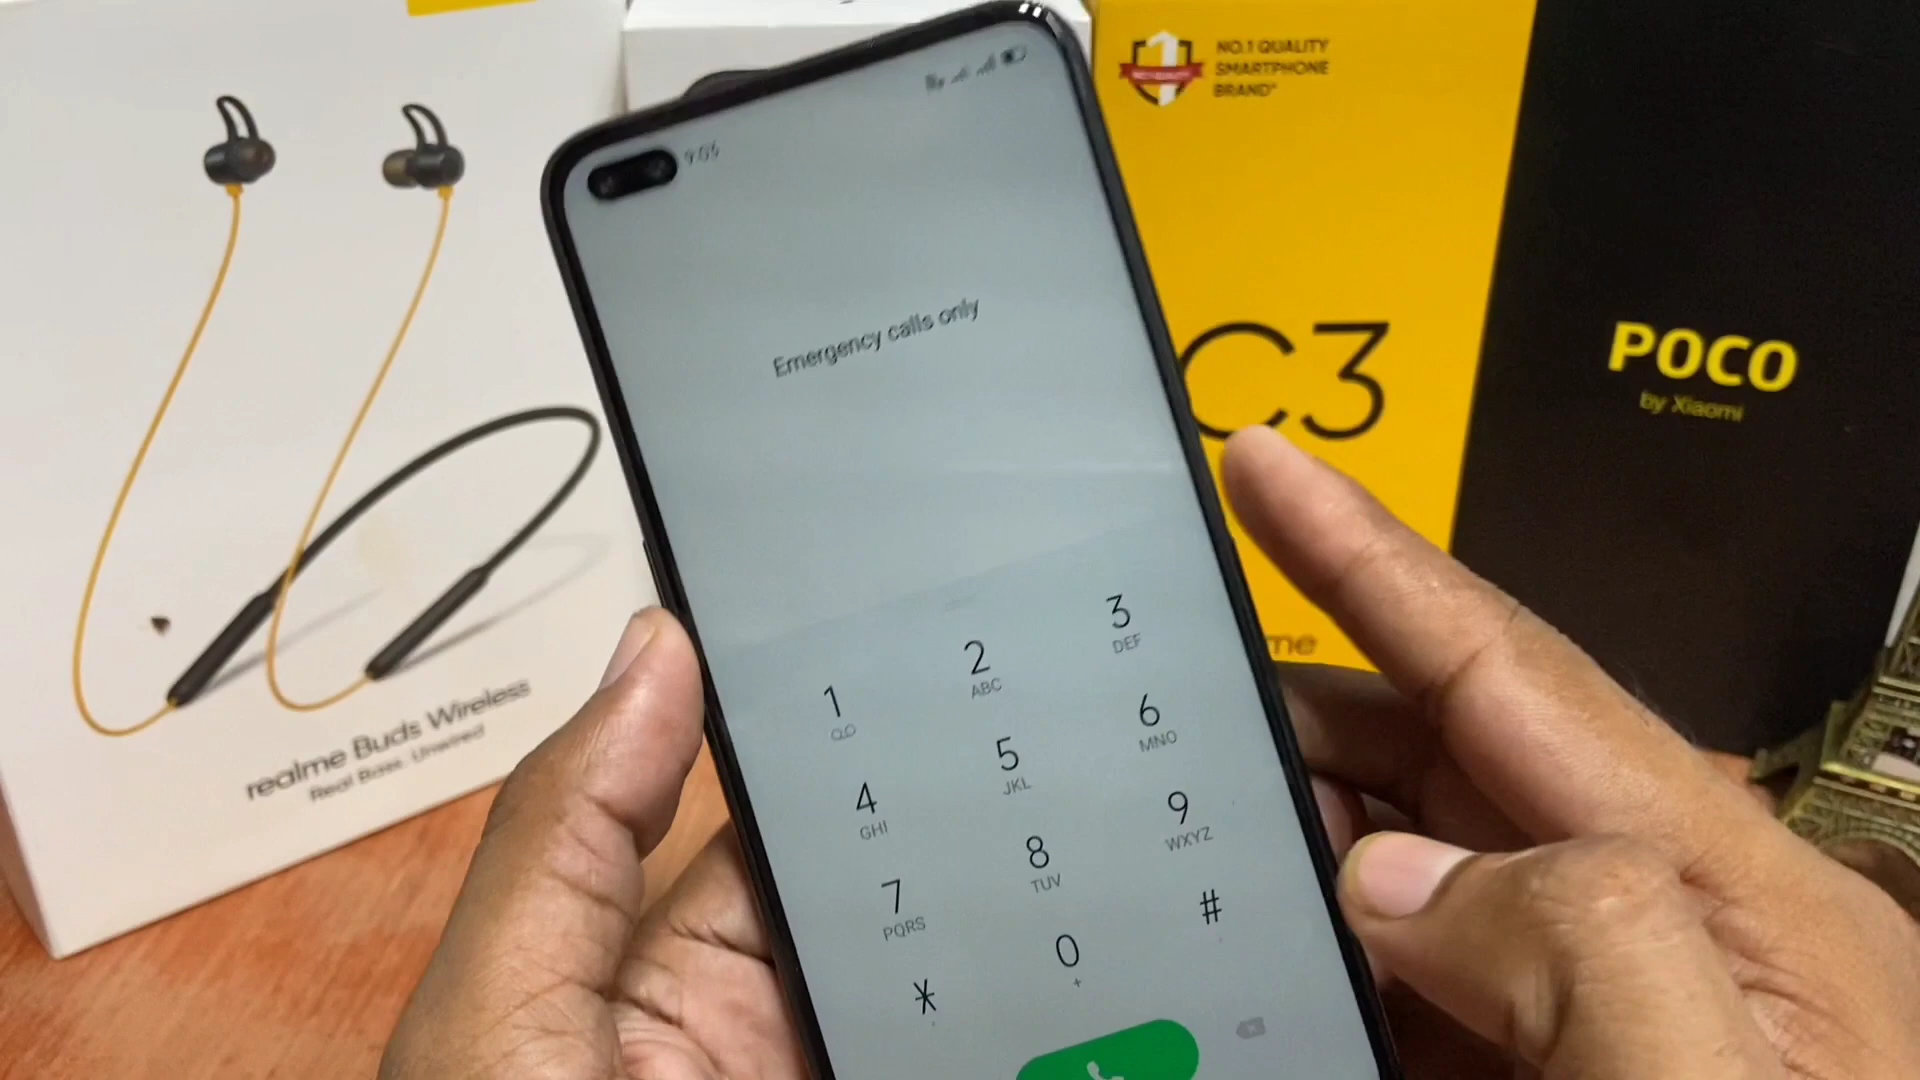 NO.1 QUALITY
SMARTPHONE
BRAND*
9:05
Emergency calls only
C3
POCO
by Xiaomi
1
2
ABC
3
DEF
4
GHI
5
JKL
6
MNO
7
PQRS
8
TUV
9
WXYZ
*
0
+
#
me
realme Buds Wireless
Real Bass. Unwired